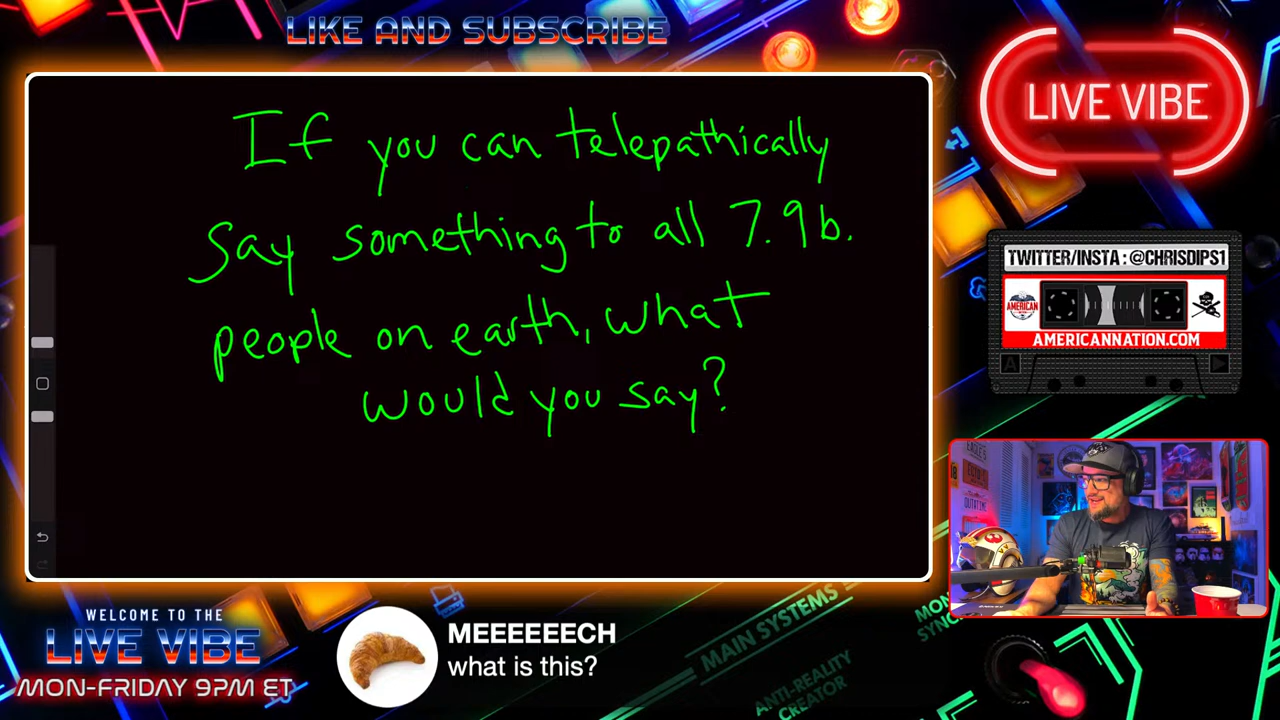 LIKE AND SUBSCRIBE
LIVE VIBE
If you can telepathically
say something to all 7.9 b.
people on earth, what
would you say?
TWITTER/INSTA : @CHRISDIPS1
AMERICAN
AMERICANNATION.COM
A
WELCOME TO THE
LIVE VIBE
MON-FRIDAY 9PM ET
MEEEEEECH
what is this?
MAIN SYSTEMS
ANTI-REALITY
CREATOR